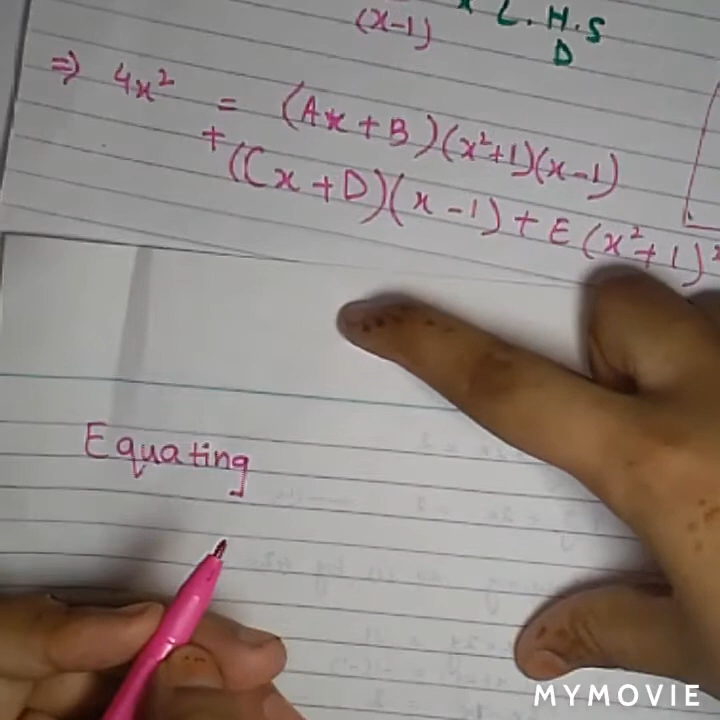 (x-1) x L.H.S
D
⇒ 4x² = (Ax+B)(x²+1)(x-1)
+(Cx+D)(x-1)+E(x²+1)²
Equating
MYMOVIE